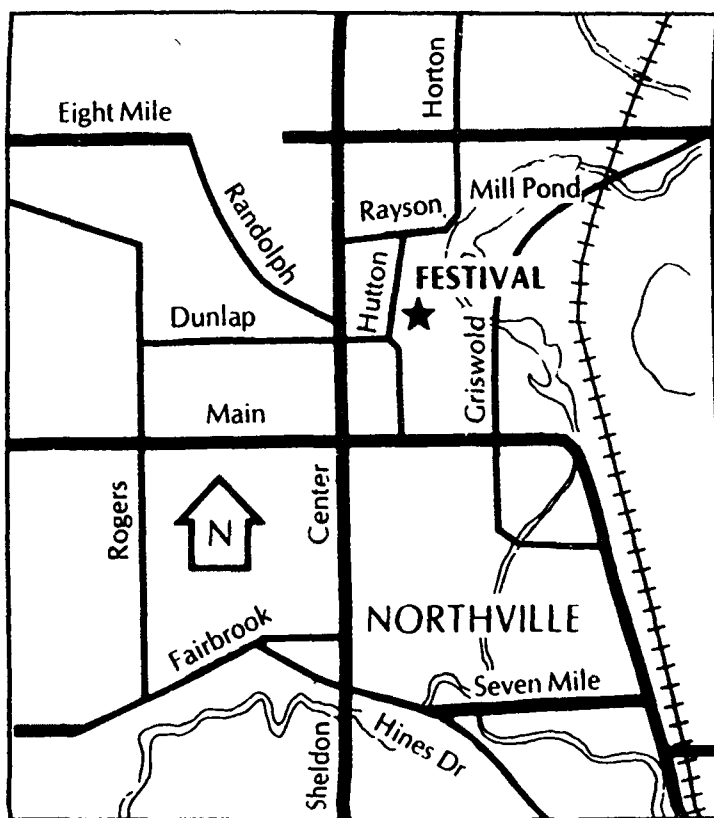 Horton
Eight Mile
Mill Pond
Rayson
Randolph
Hutton
FESTIVAL
Dunlap
Griswold
Main
Rogers
Center
N
NORTHVILLE
Fairbrook
Seven Mile
Hines Dr
Sheldon